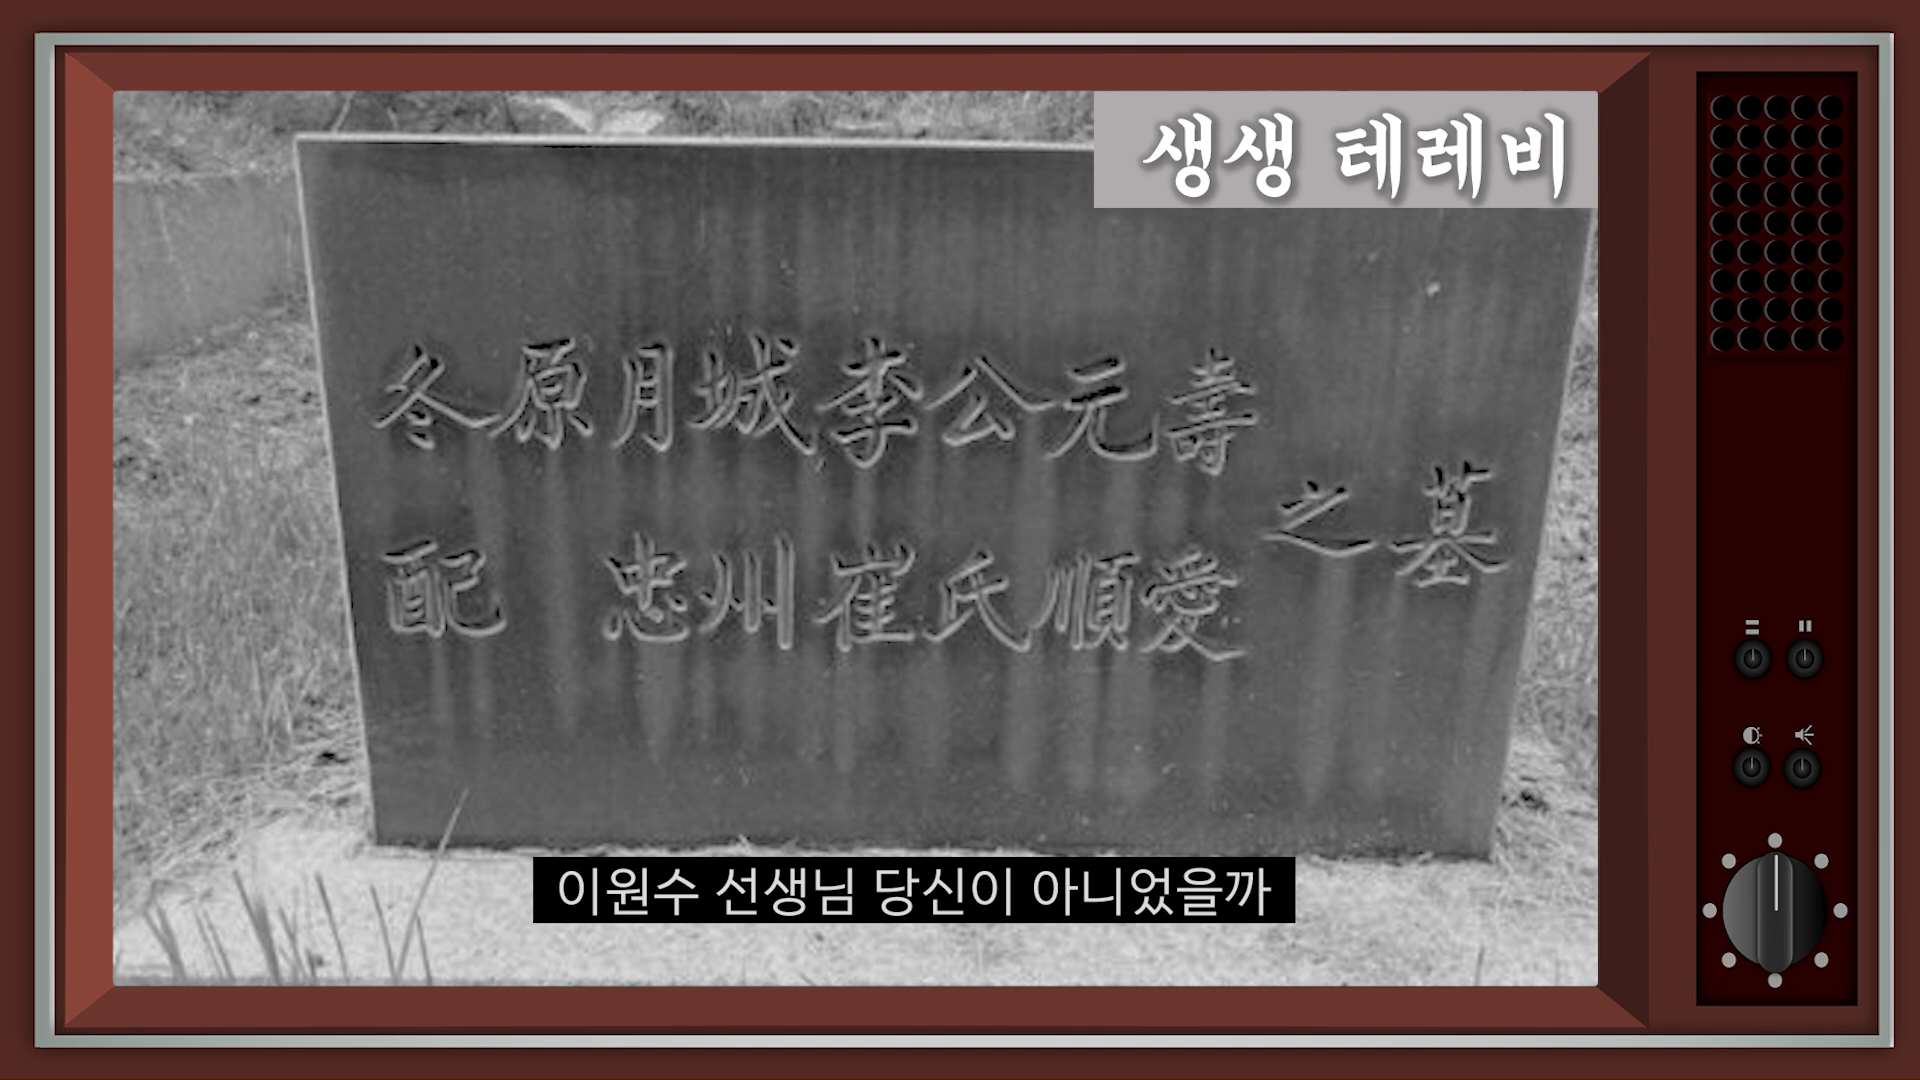 생생 테레비
冬原月城李公元壽
之墓
配 忠州崔氏順愛
이원수 선생님 당신이 아니었을까